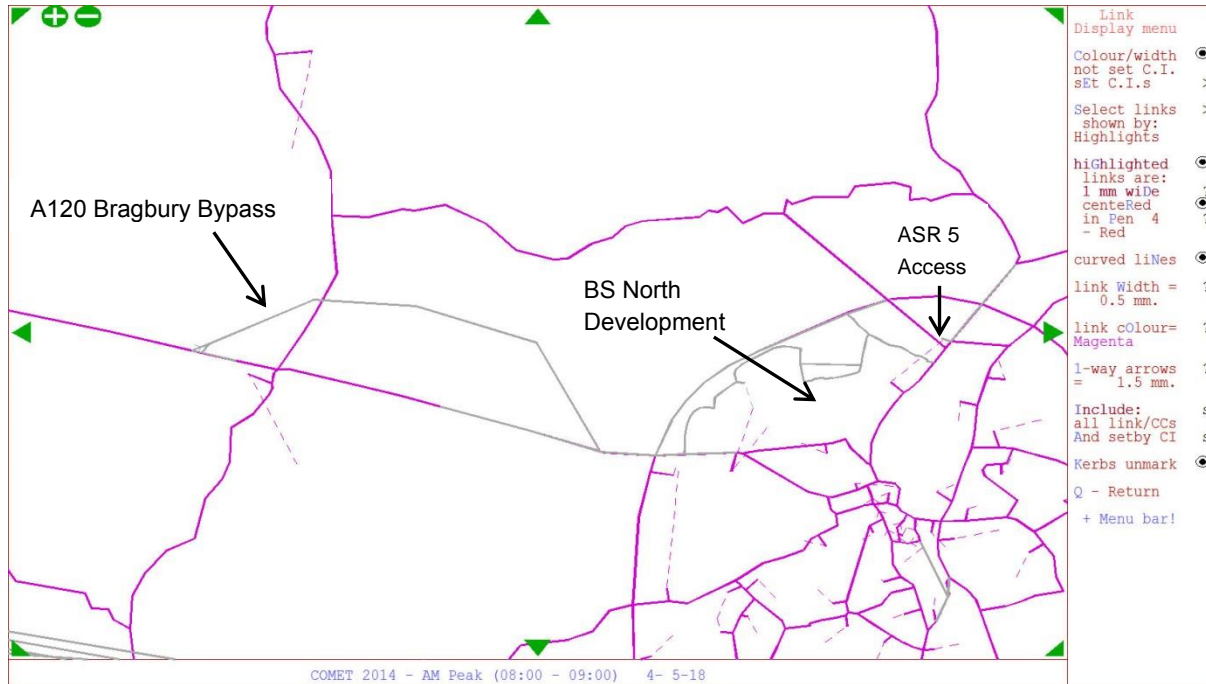 A120 Bragbury Bypass
BS North
Development
ASR 5
Access
COMET 2014 - AM Peak (08:00 - 09:00) 4- 5-18
Link
Display menu
Colour/width
not set C.I.
sEt C.I.s >
Select links >
shown by:
Highlights
hiGhlighted
links are:
1 mm wiDe ?
centeRed
in Pen 4 ?
- Red
curved liNes
link Width = ?
0.5 mm.
link cOlour= ?
Magenta
1-way arrows ?
= 1.5 mm.
Include: s
all link/CCs
And setby CI s
Kerbs unmark
Q - Return
+ Menu bar!